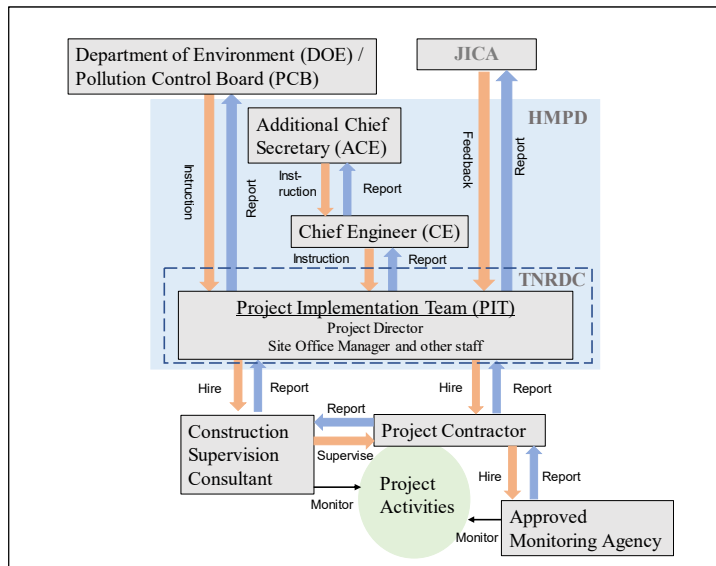 Department of Environment (DOE) /
Pollution Control Board (PCB)
JICA
HMPD
Additional Chief
Secretary (ACE)
Instruction
Report
Inst-
ruction
Report
Feedback
Report
Chief Engineer (CE)
Instruction
Report
TNRDC
Project Implementation Team (PIT)
Project Director
Site Office Manager and other staff
Hire
Report
Hire
Report
Construction
Supervision
Consultant
Report
Supervise
Project Contractor
Monitor
Project
Activities
Hire
Report
Monitor
Approved
Monitoring Agency